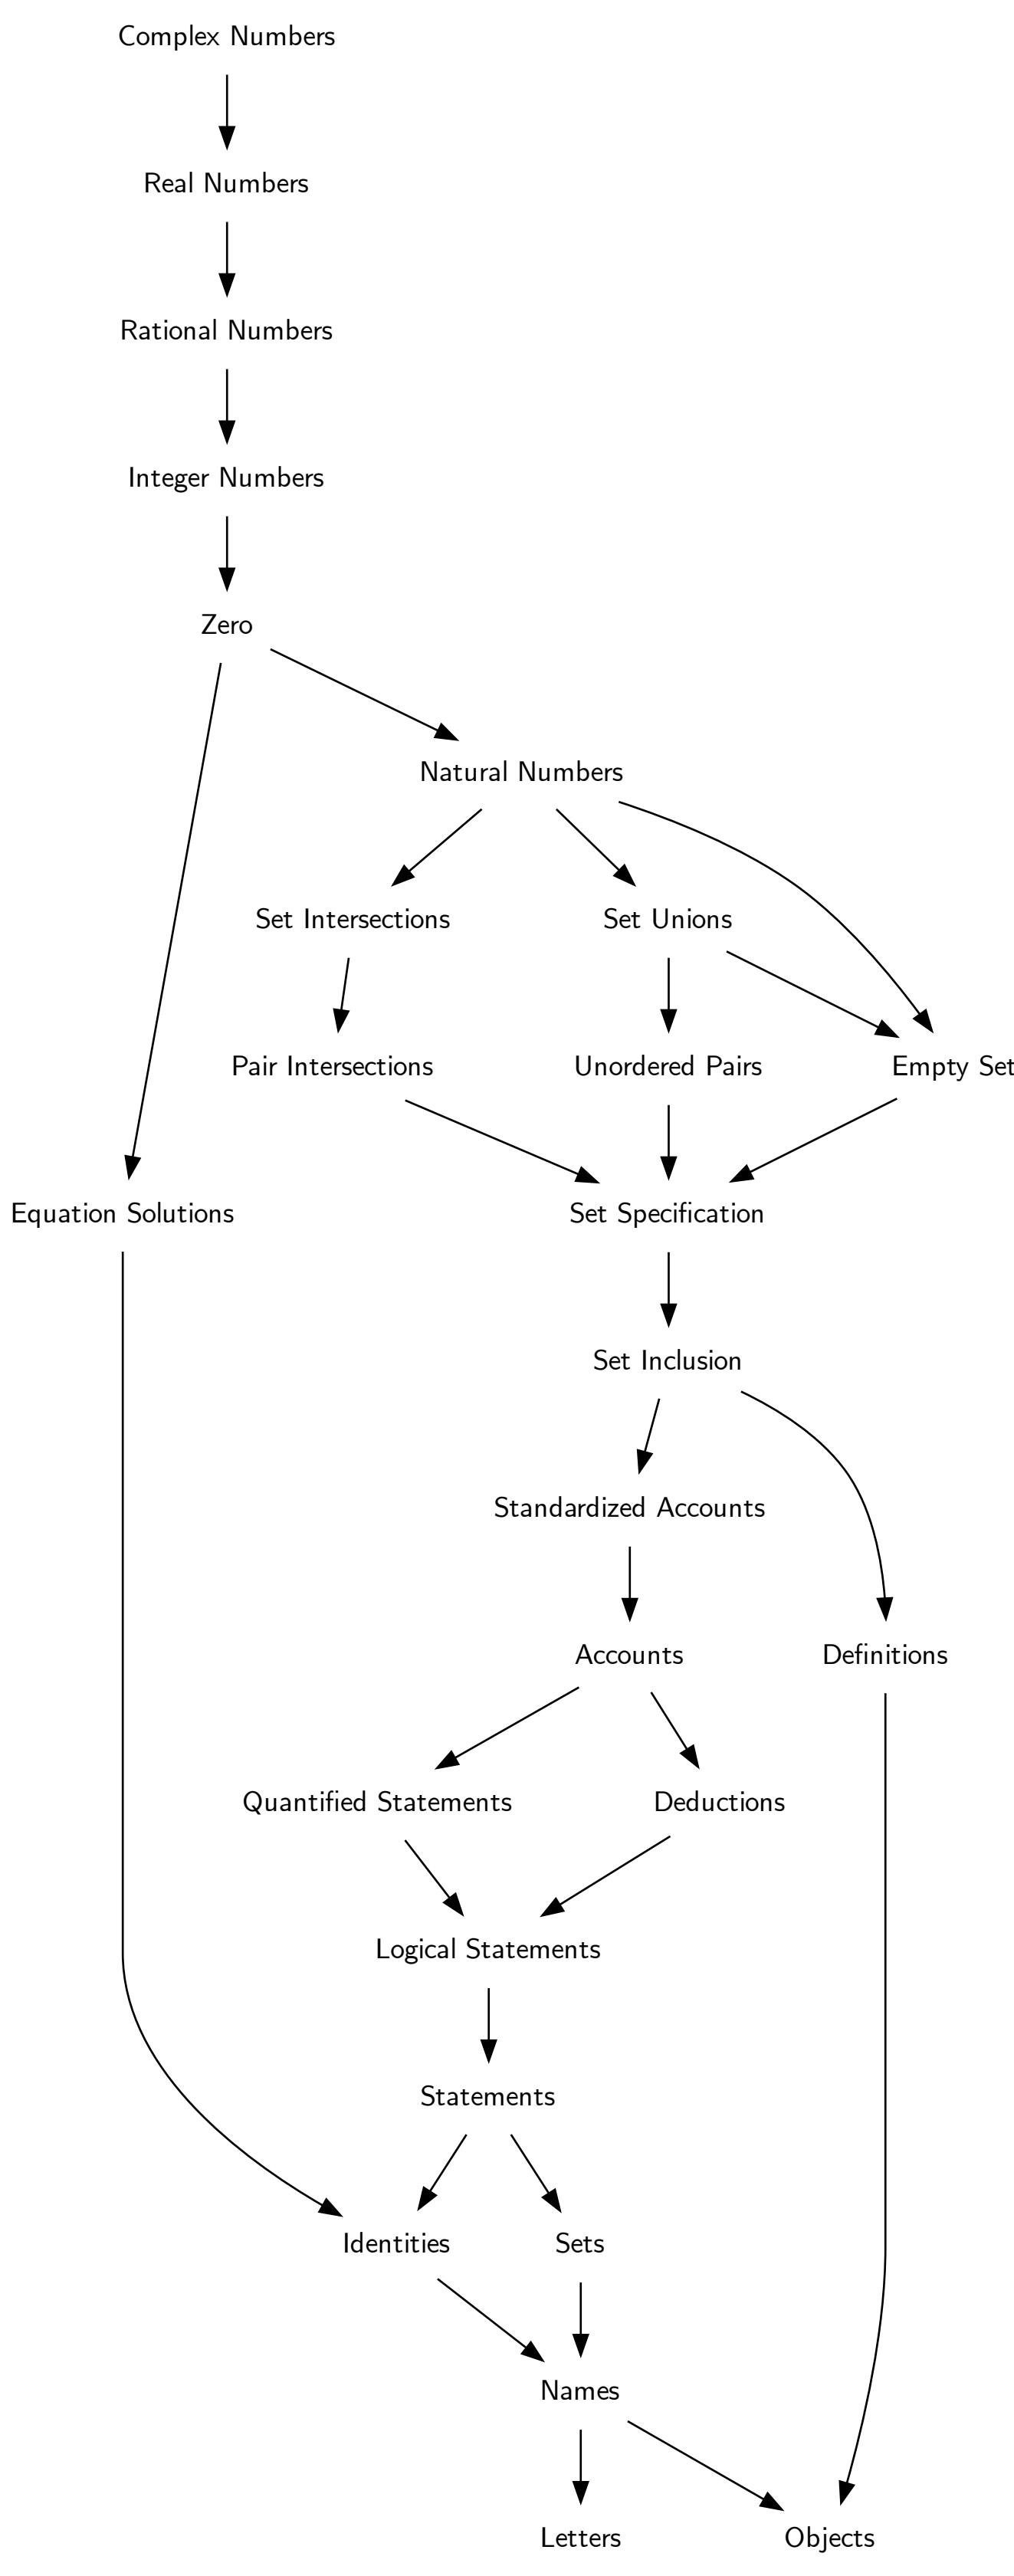 Complex Numbers
Real Numbers
Rational Numbers
Integer Numbers
Zero
Natural Numbers
Set Intersections
Set Unions
Pair Intersections
Unordered Pairs
Empty Set
Equation Solutions
Set Specification
Set Inclusion
Standardized Accounts
Accounts
Definitions
Quantified Statements
Deductions
Logical Statements
Statements
Identities
Sets
Names
Letters
Objects